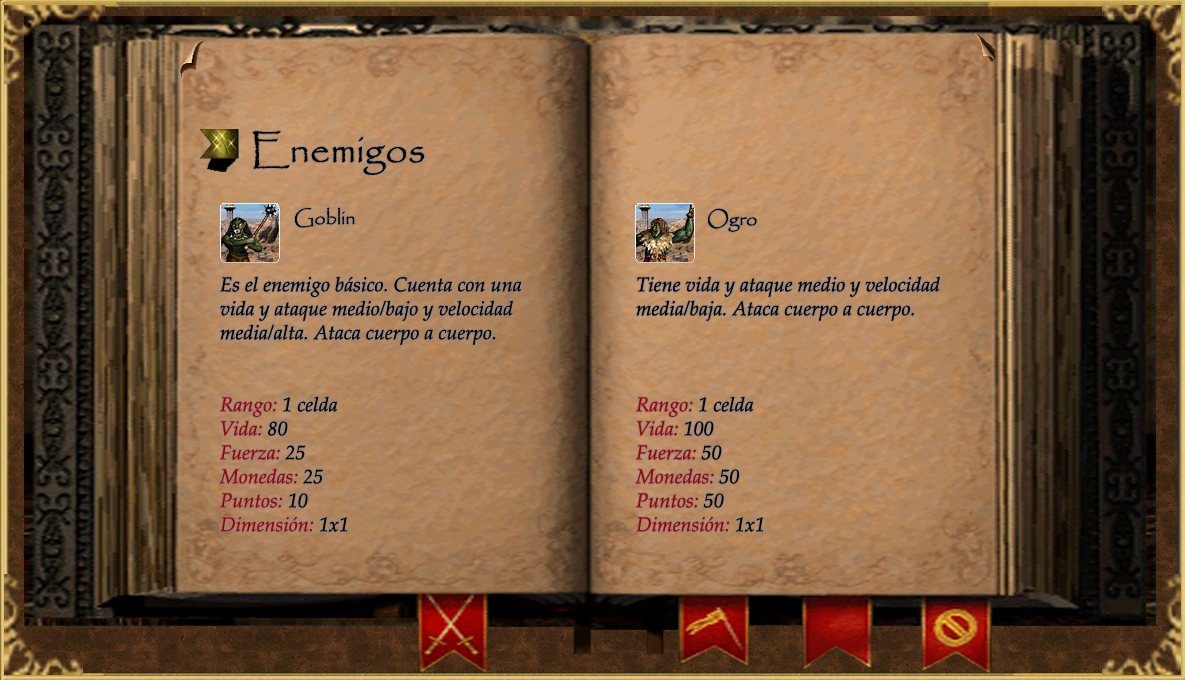 Enemigos
Goblin
Es el enemigo básico. Cuenta con una
vida y ataque medio/bajo y velocidad
media/alta. Ataca cuerpo a cuerpo.
Rango: 1 celda
Vida: 80
Fuerza: 25
Monedas: 25
Puntos: 10
Dimensión: 1x1
Ogro
Tiene vida y ataque medio y velocidad
media/baja. Ataca cuerpo a cuerpo.
Rango: 1 celda
Vida: 100
Fuerza: 50
Monedas: 50
Puntos: 50
Dimensión: 1x1